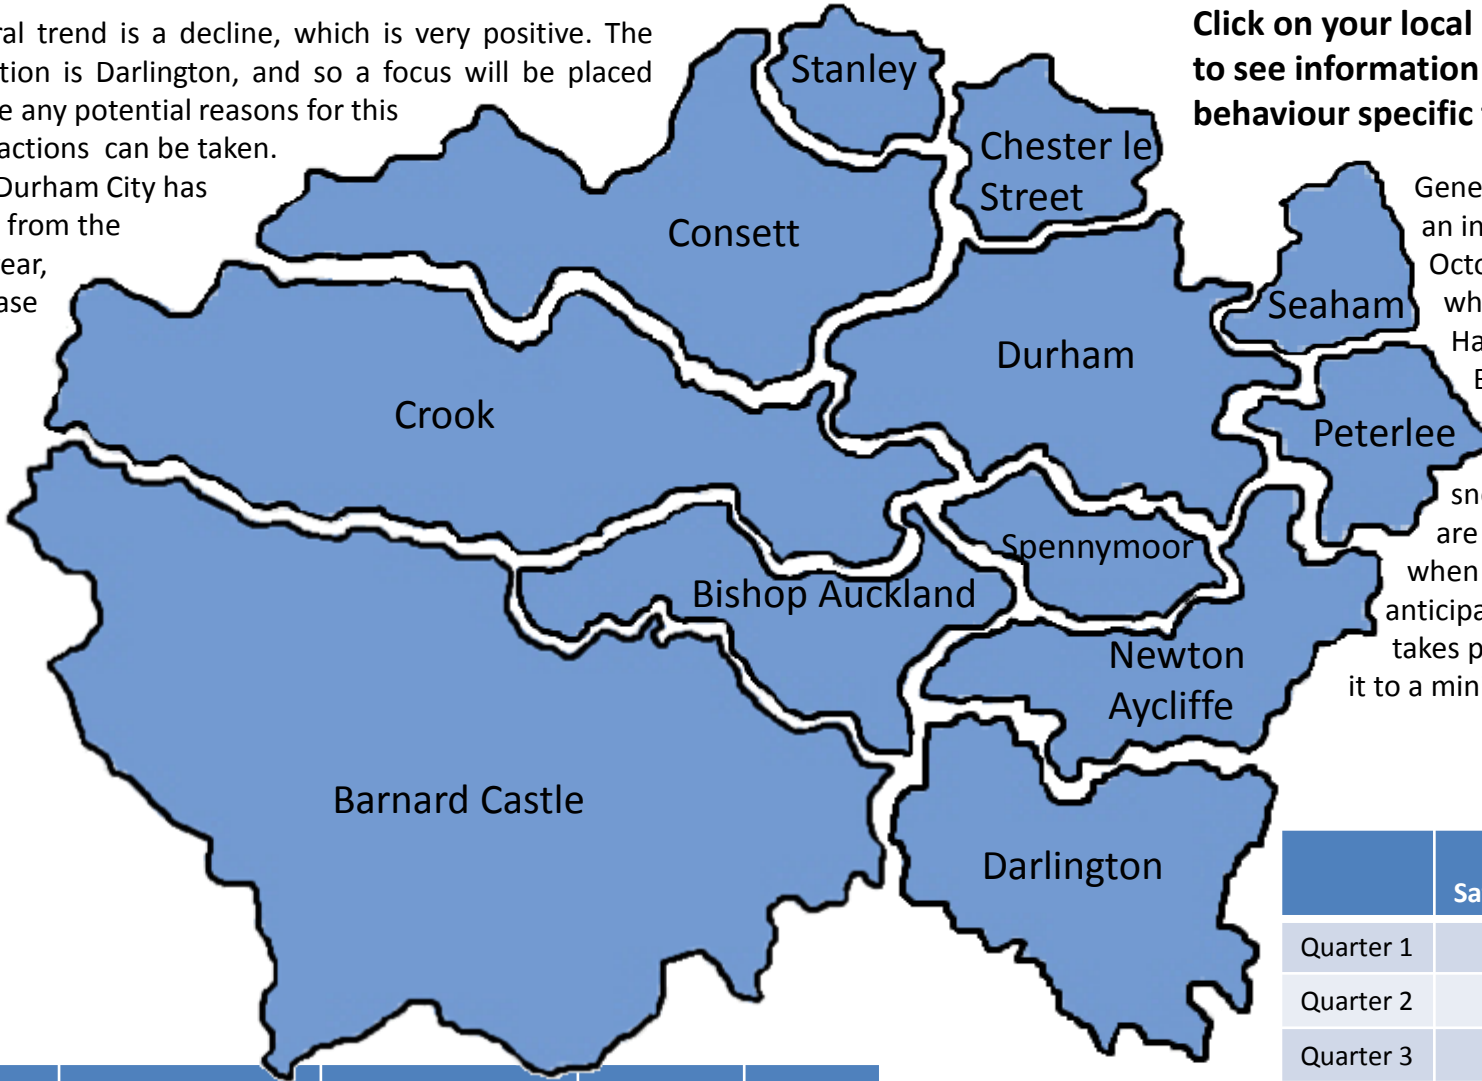 ral trend is a decline, which is very positive. The
tion is Darlington, and so a focus will be placed
e any potential reasons for this
actions can be taken.
Durham City has
from the
ear,
ase
Click on your local
to see information
behaviour specific
Stanley
Chester le
Street
Consett
Seaham
Durham
Crook
Peterlee
Spennymoor
Bishop Auckland
Newton
Aycliffe
Barnard Castle
Darlington
Gene
an in
Octo
wh
Ha
E
sn
are
when
anticipa
takes p
it to a min
Sa
Quarter 1
Quarter 2
Quarter 3